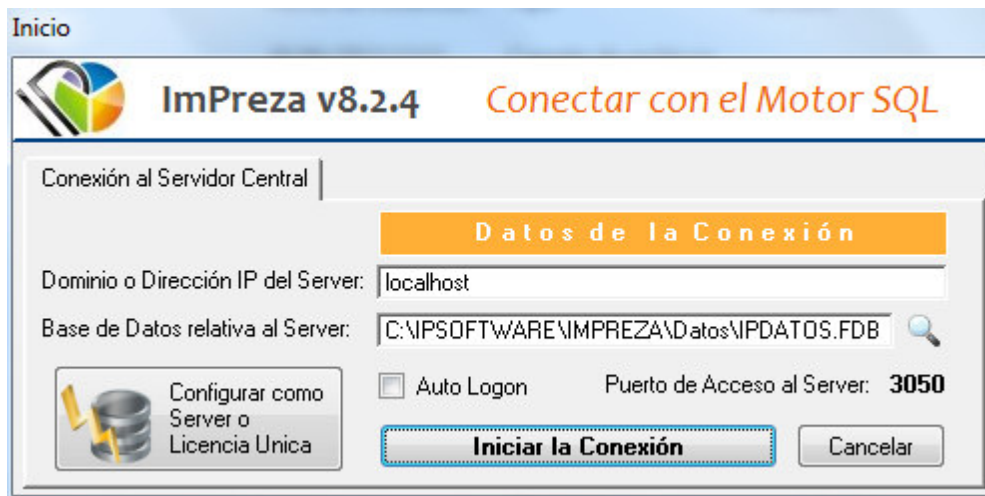 Inicio
ImPreza v8.2.4 Conectar con el Motor SQL
Conexión al Servidor Central
Datos de la Conexión
Dominio o Dirección IP del Server: localhost
Base de Datos relativa al Server: C:\IPSOFTWARE\IMPREZA\Datos\IPDATOS.FDB
Configurar como
Server o
Licencia Unica
Auto Logon Puerto de Acceso al Server: 3050
Iniciar la Conexión Cancelar